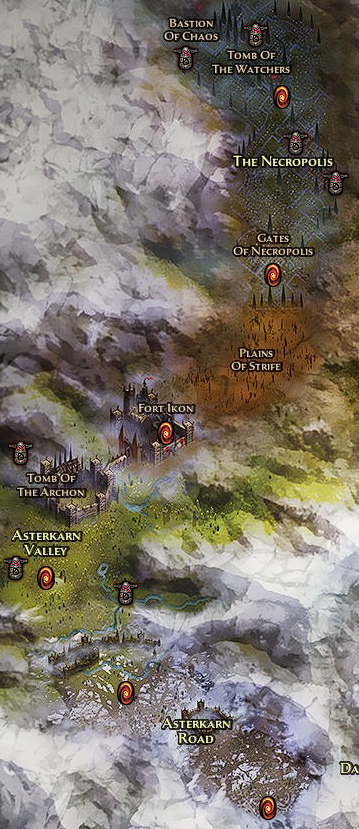 Bastion
Of Chaos
Tomb Of
The Watchers
The Necropolis
Gates
Of Necropolis
Plains
Of Strife
Fort Ikon
Tomb Of
The Archon
Asterkarn
Valley
Asterkarn
Road
Da